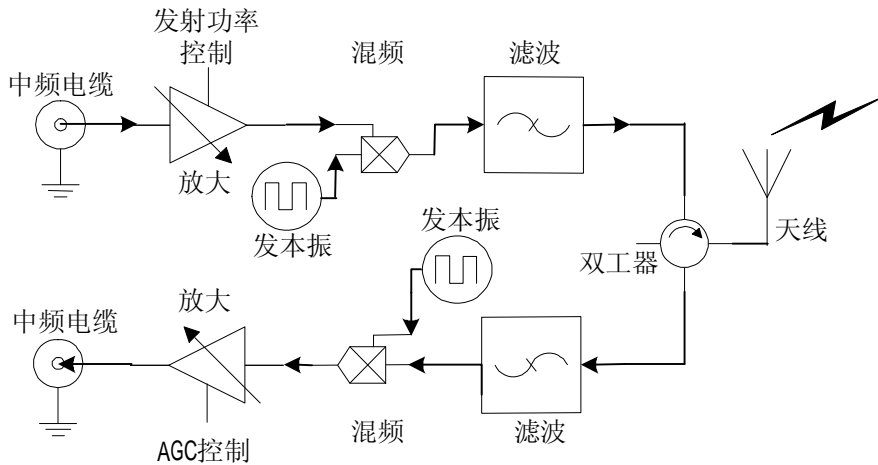 发射功率
控制
混频
滤波
中频电缆
放大
发本振
天线
双工器
发本振
放大
中频电缆
混频
滤波
AGC控制